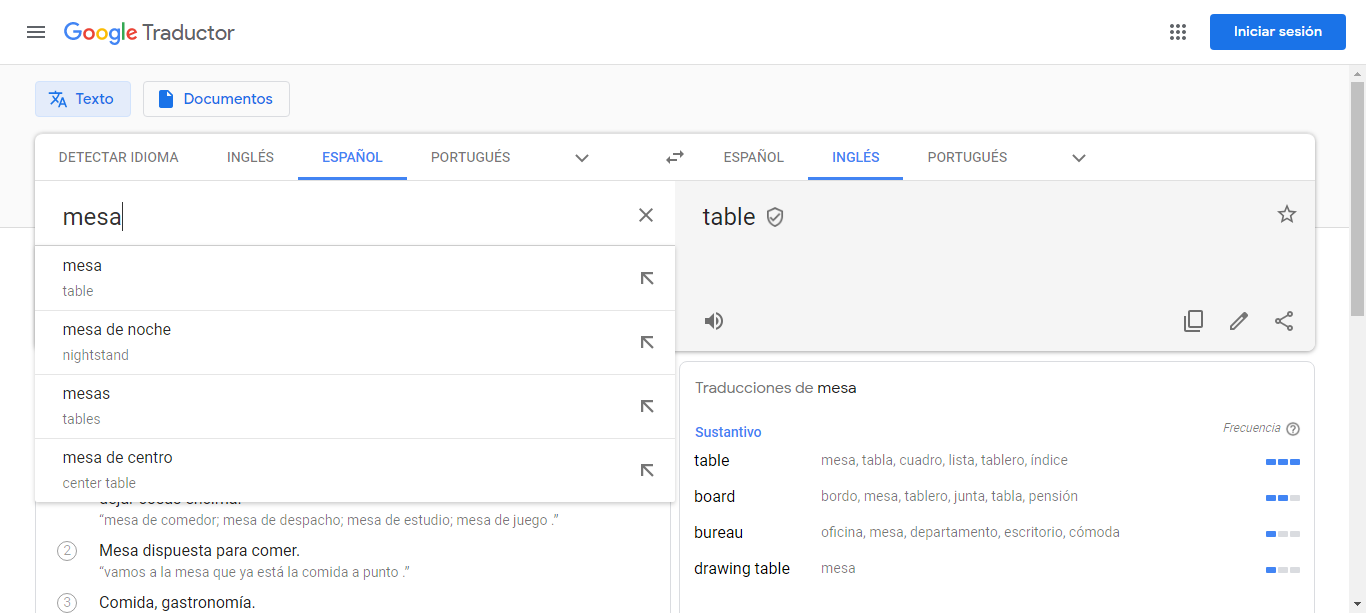 Google Traductor
Iniciar sesión
Texto
Documentos
DETECTAR IDIOMA INGLÉS ESPAÑOL PORTUGUÉS
ESPAÑOL INGLÉS PORTUGUÉS
mesa
table
mesa
table
mesa de noche
nightstand
mesas
tables
mesa de centro
center table
“mesa de comedor; mesa de despacho; mesa de estudio; mesa de juego .”
2 Mesa dispuesta para comer.
“vamos a la mesa que ya está la comida a punto .”
3 Comida, gastronomía.
Traducciones de mesa
Sustantivo Frecuencia ?
table mesa, tabla, cuadro, lista, tablero, índice
board bordo, mesa, tablero, junta, tabla, pensión
bureau oficina, mesa, departamento, escritorio, cómoda
drawing table mesa